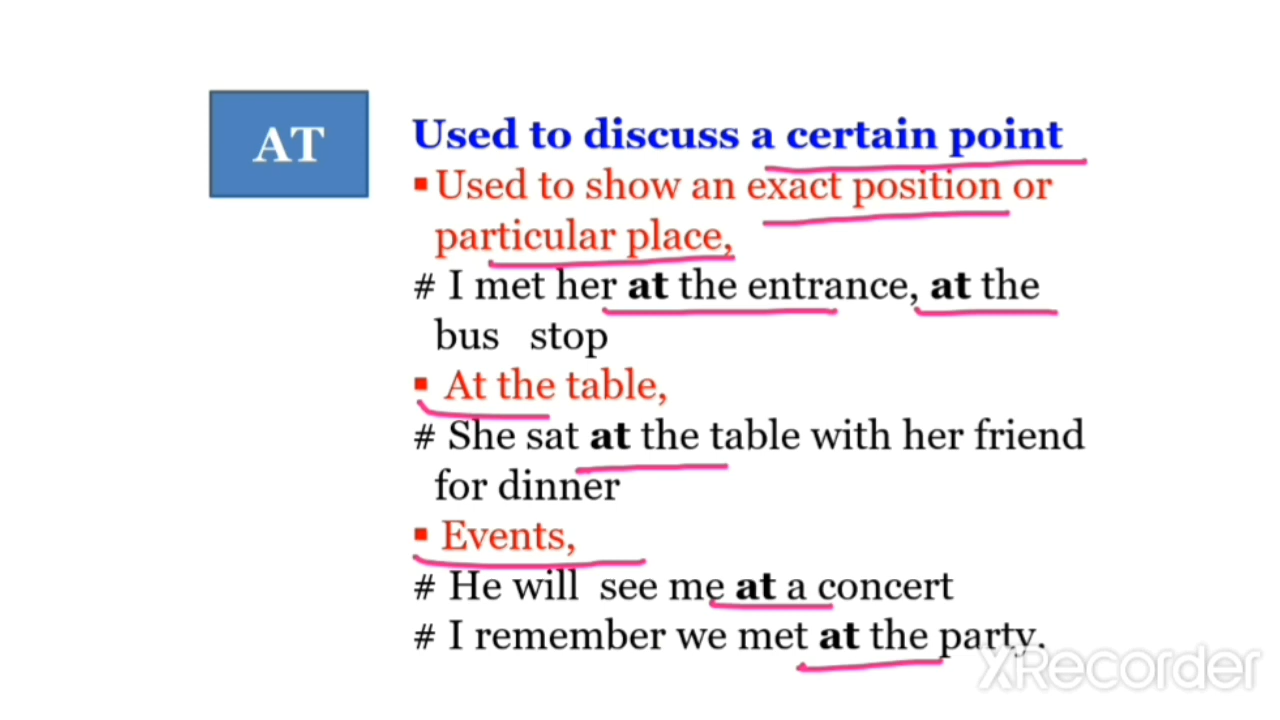 AT
Used to discuss a certain point
▪Used to show an exact position or
particular place,
# I met her at the entrance, at the
bus stop
▪ At the table,
# She sat at the table with her friend
for dinner
▪ Events,
# He will see me at a concert
# I remember we met at the party.
XRecorder